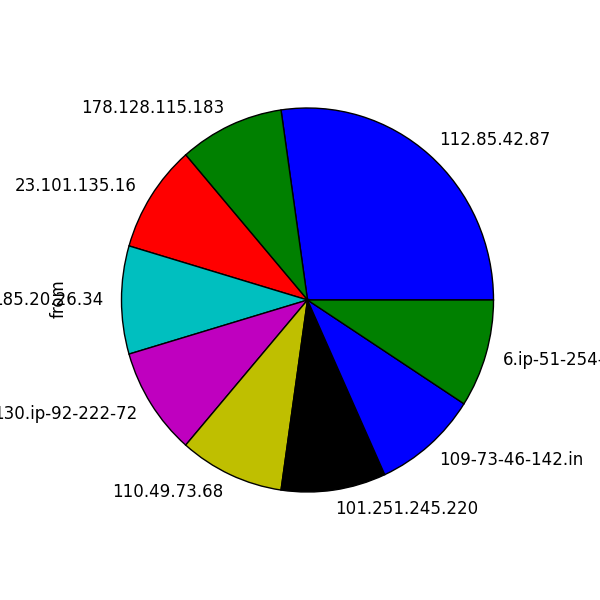 178.128.115.183
112.85.42.87
23.101.135.16
85.20.26.34
from
6.ip-51-254-
130.ip-92-222-72
109-73-46-142.in
110.49.73.68
101.251.245.220